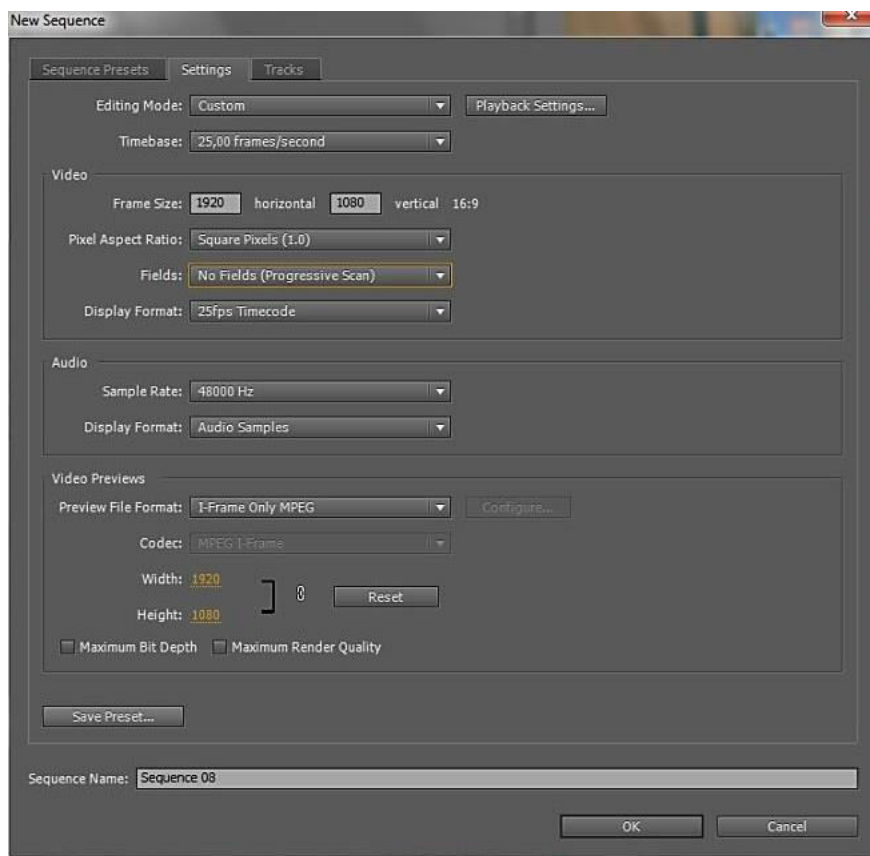 New Sequence
Sequence Presets Settings Tracks
Editing Mode: Custom Playback Settings...
Timebase: 25,00 frames/second
Video
Frame Size: 1920 horizontal 1080 vertical 16:9
Pixel Aspect Ratio: Square Pixels (1.0)
Fields: No Fields (Progressive Scan)
Display Format: 25fps Timecode
Audio
Sample Rate: 48000 Hz
Display Format: Audio Samples
Video Previews
Preview File Format: I-Frame Only MPEG Configure...
Codec: MPEG I-Frame
Width: 1920
Reset
Height: 1080
Maximum Bit Depth Maximum Render Quality
Save Preset...
Sequence Name: Sequence 08
OK Cancel